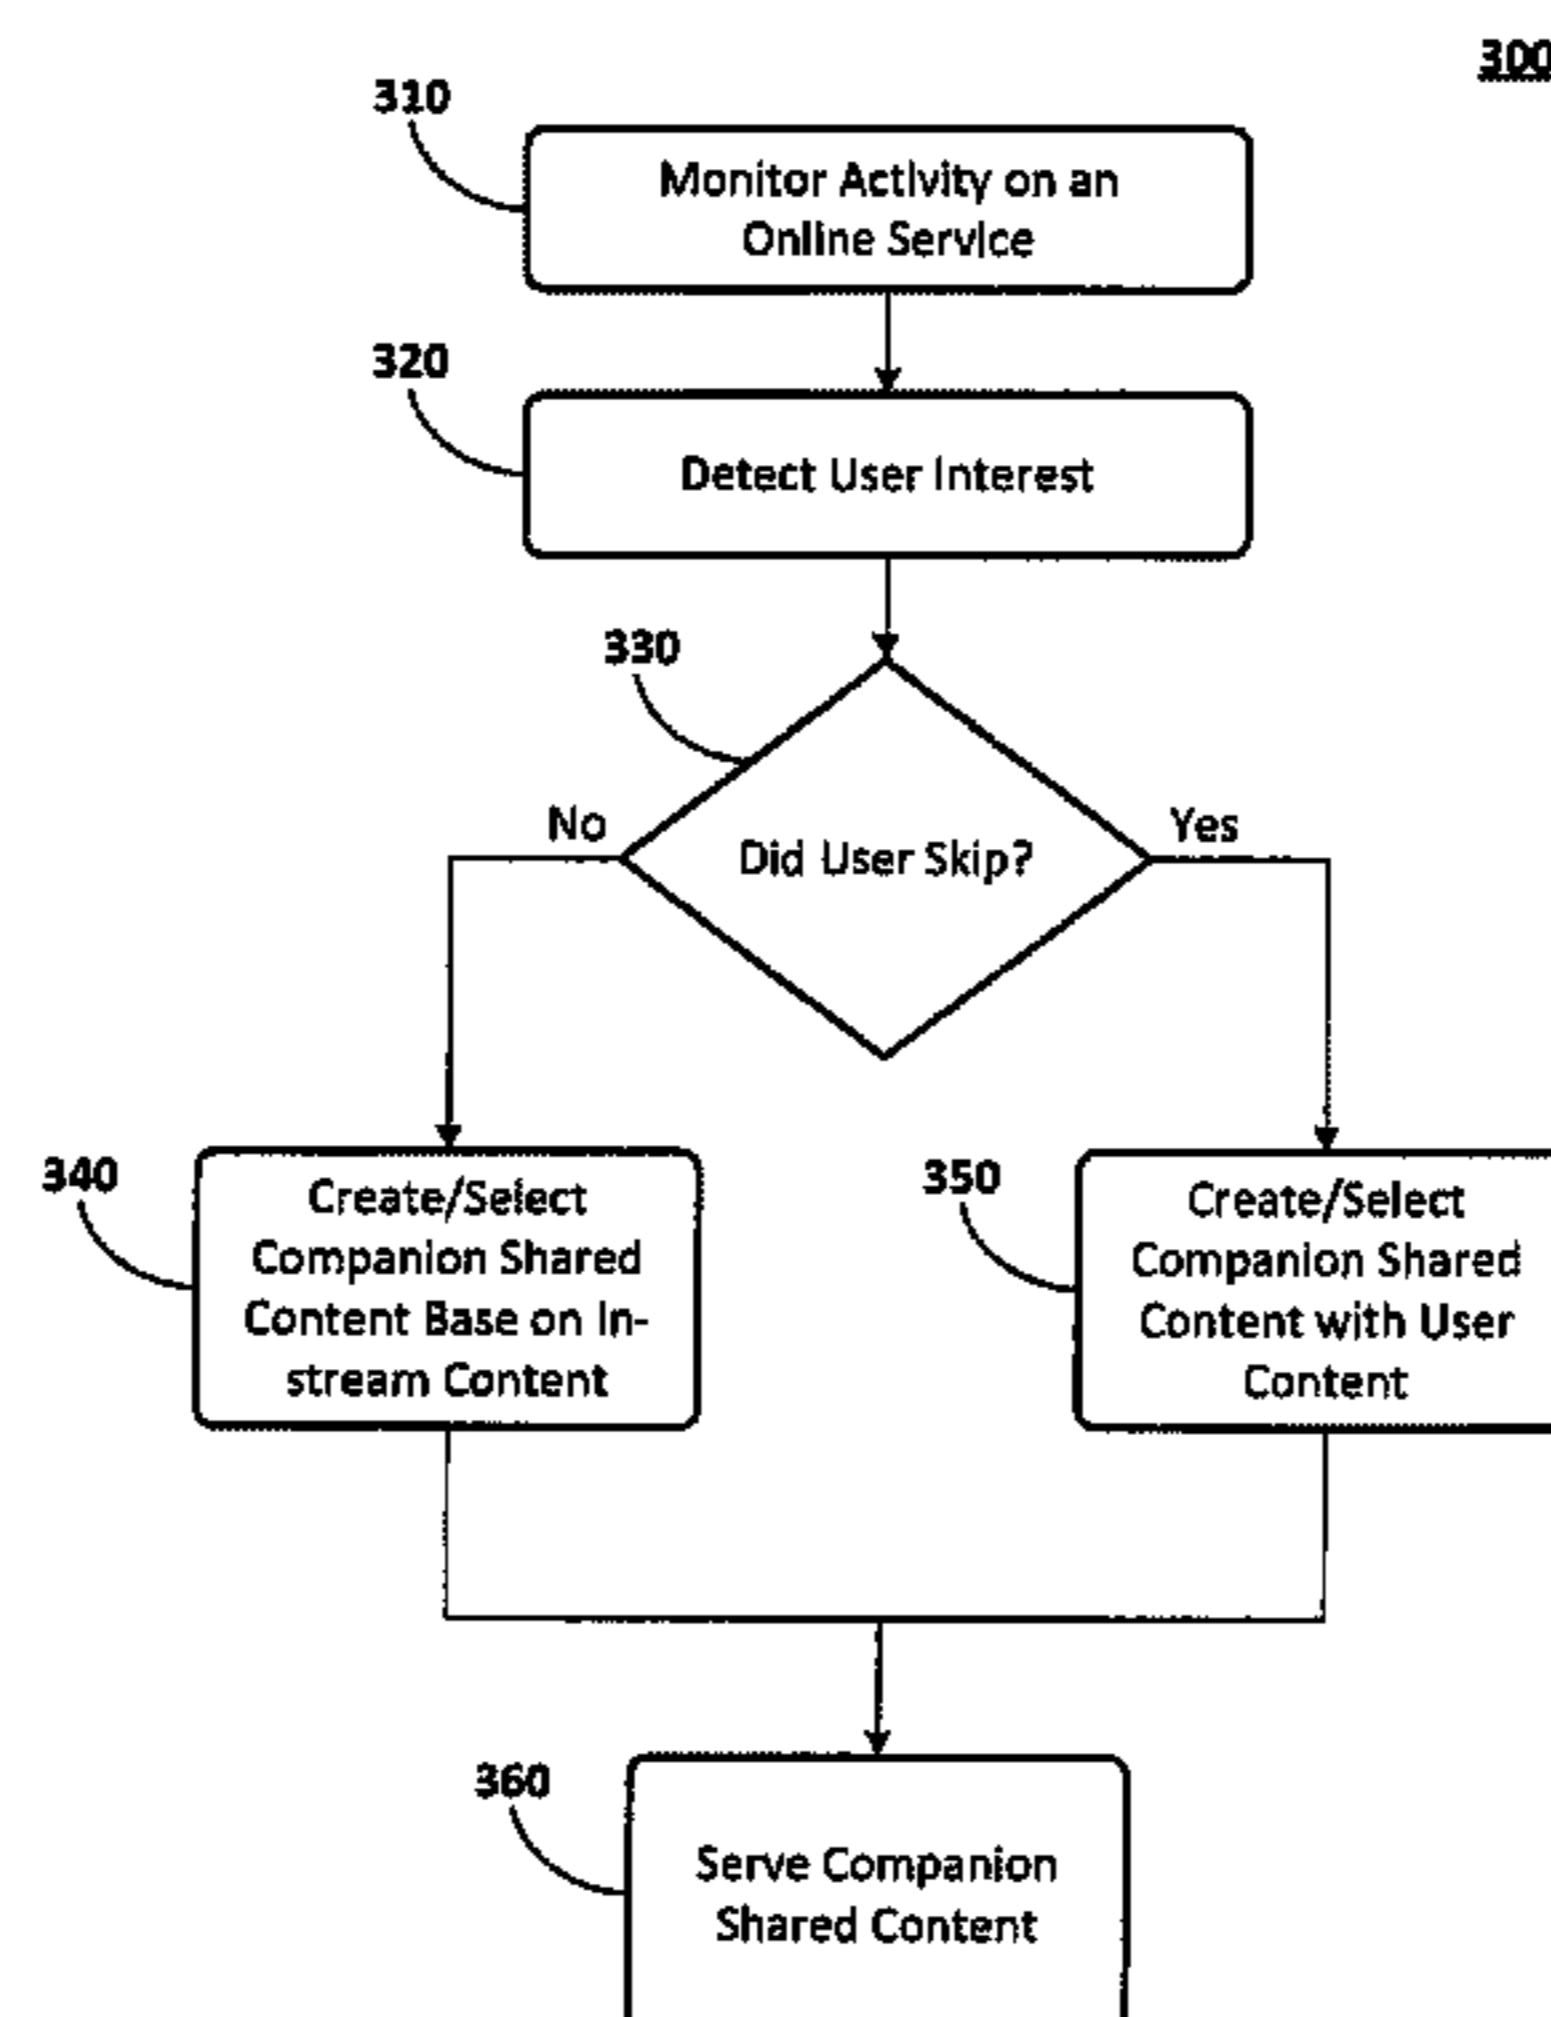 300
310
Monitor Activity on an
Online Service
320
Detect User Interest
330
No
Did User Skip?
Yes
340
Create/Select
Companion Shared
Content Base on In-
stream Content
350
Create/Select
Companion Shared
Content with User
Content
360
Serve Companion
Shared Content